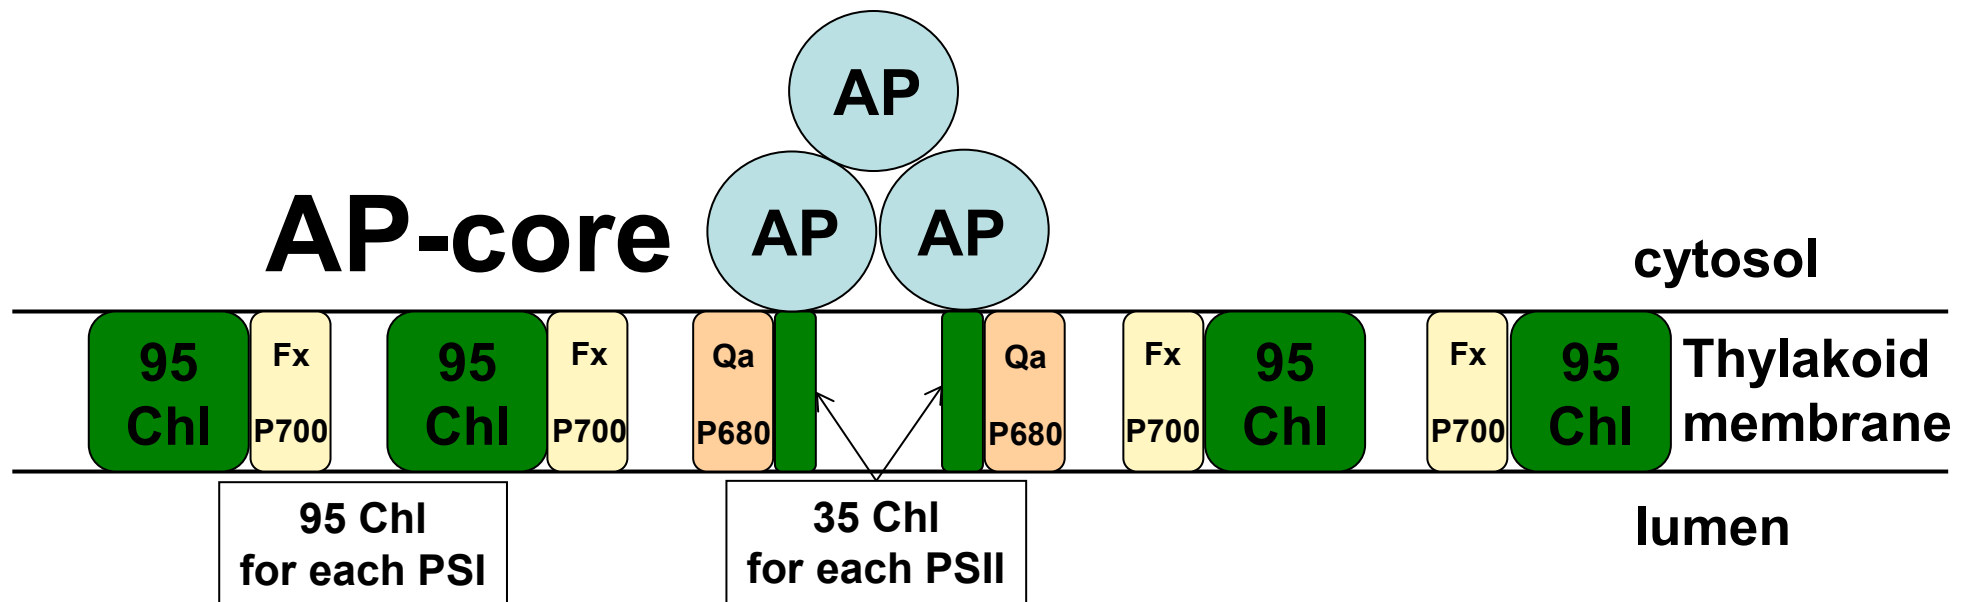 AP
AP-core
AP
AP
cytosol
95
Chl
Fx
P700
95
Chl
Fx
P700
Qa
P680
Qa
P680
Fx
P700
95
Chl
Fx
P700
95
Chl
Thylakoid
membrane
95 Chl
for each PSI
35 Chl
for each PSII
lumen